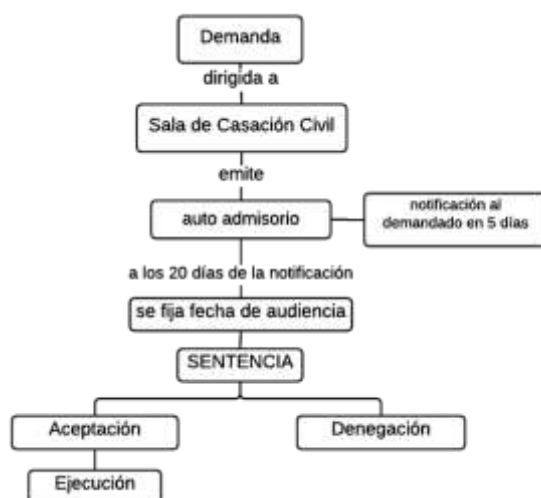 Demanda
dirigida a
Sala de Casación Civil
emite
auto admisorio
notificación al
demandado en 5 días
a los 20 días de la notificación
se fija fecha de audiencia
SENTENCIA
Aceptación
Denegación
Ejecución